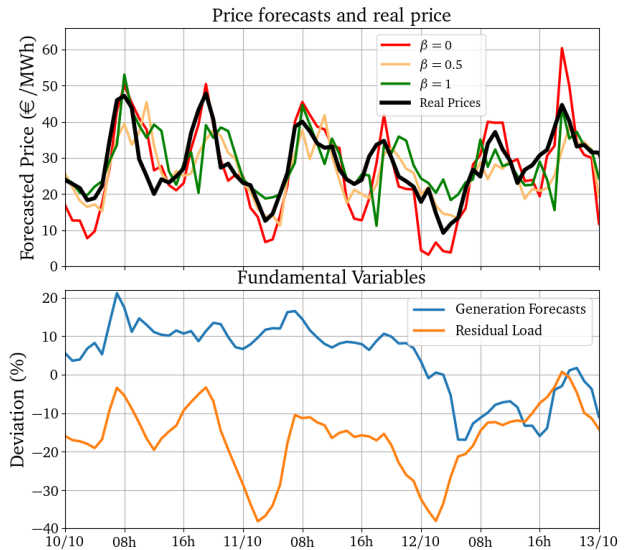 Price forecasts and real price
Forecasted Price (€ /MWh)
60
50
40
30
20
10
0
β = 0
β = 0.5
β = 1
Real Prices
Fundamental Variables
Deviation (%)
20
10
0
−10
−20
−30
−40
Generation Forecasts
Residual Load
10/10 08h 16h 11/10 08h 16h 12/10 08h 16h 13/10